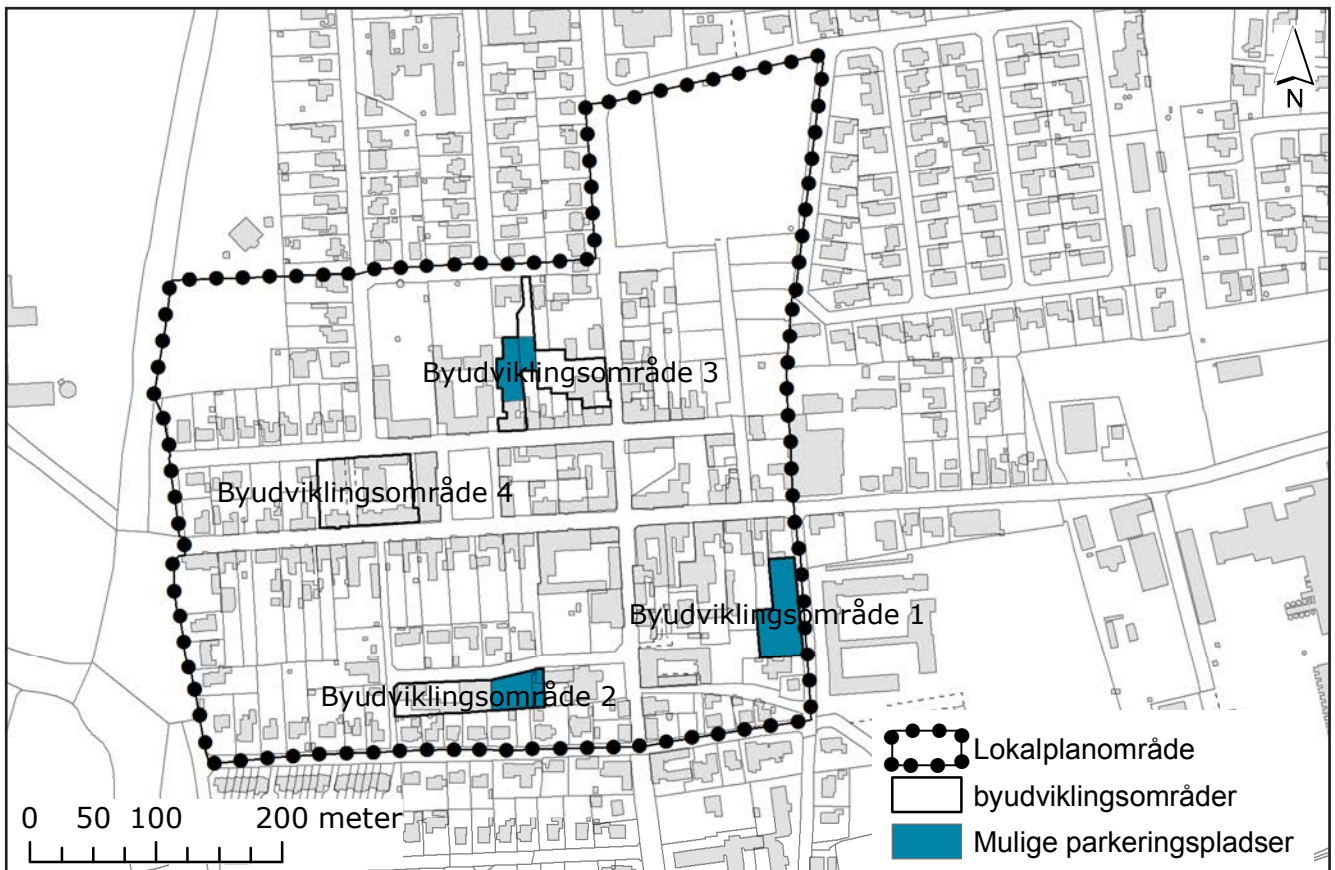 N
Byudviklingsområde 3
Byudviklingsområde 4
Byudviklingsområde 1
Byudviklingsområde 2
Lokalplanområde
byudviklingsområder
Mulige parkeringspladser
0 50 100 200 meter